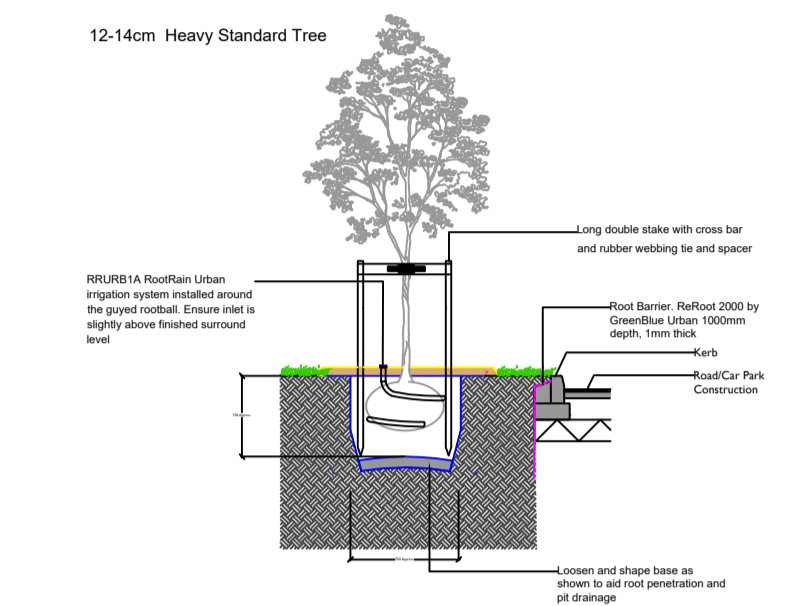 12-14cm Heavy Standard Tree
Long double stake with cross bar
and rubber webbing tie and spacer
RRURB1A RootRain Urban
irrigation system installed around
the guyed rootball. Ensure inlet is
slightly above finished surround
level
Root Barrier. ReRoot 2000 by
GreenBlue Urban 1000mm
depth, 1mm thick
Kerb
Road/Car Park
Construction
Loosen and shape base as
shown to aid root penetration and
pit drainage